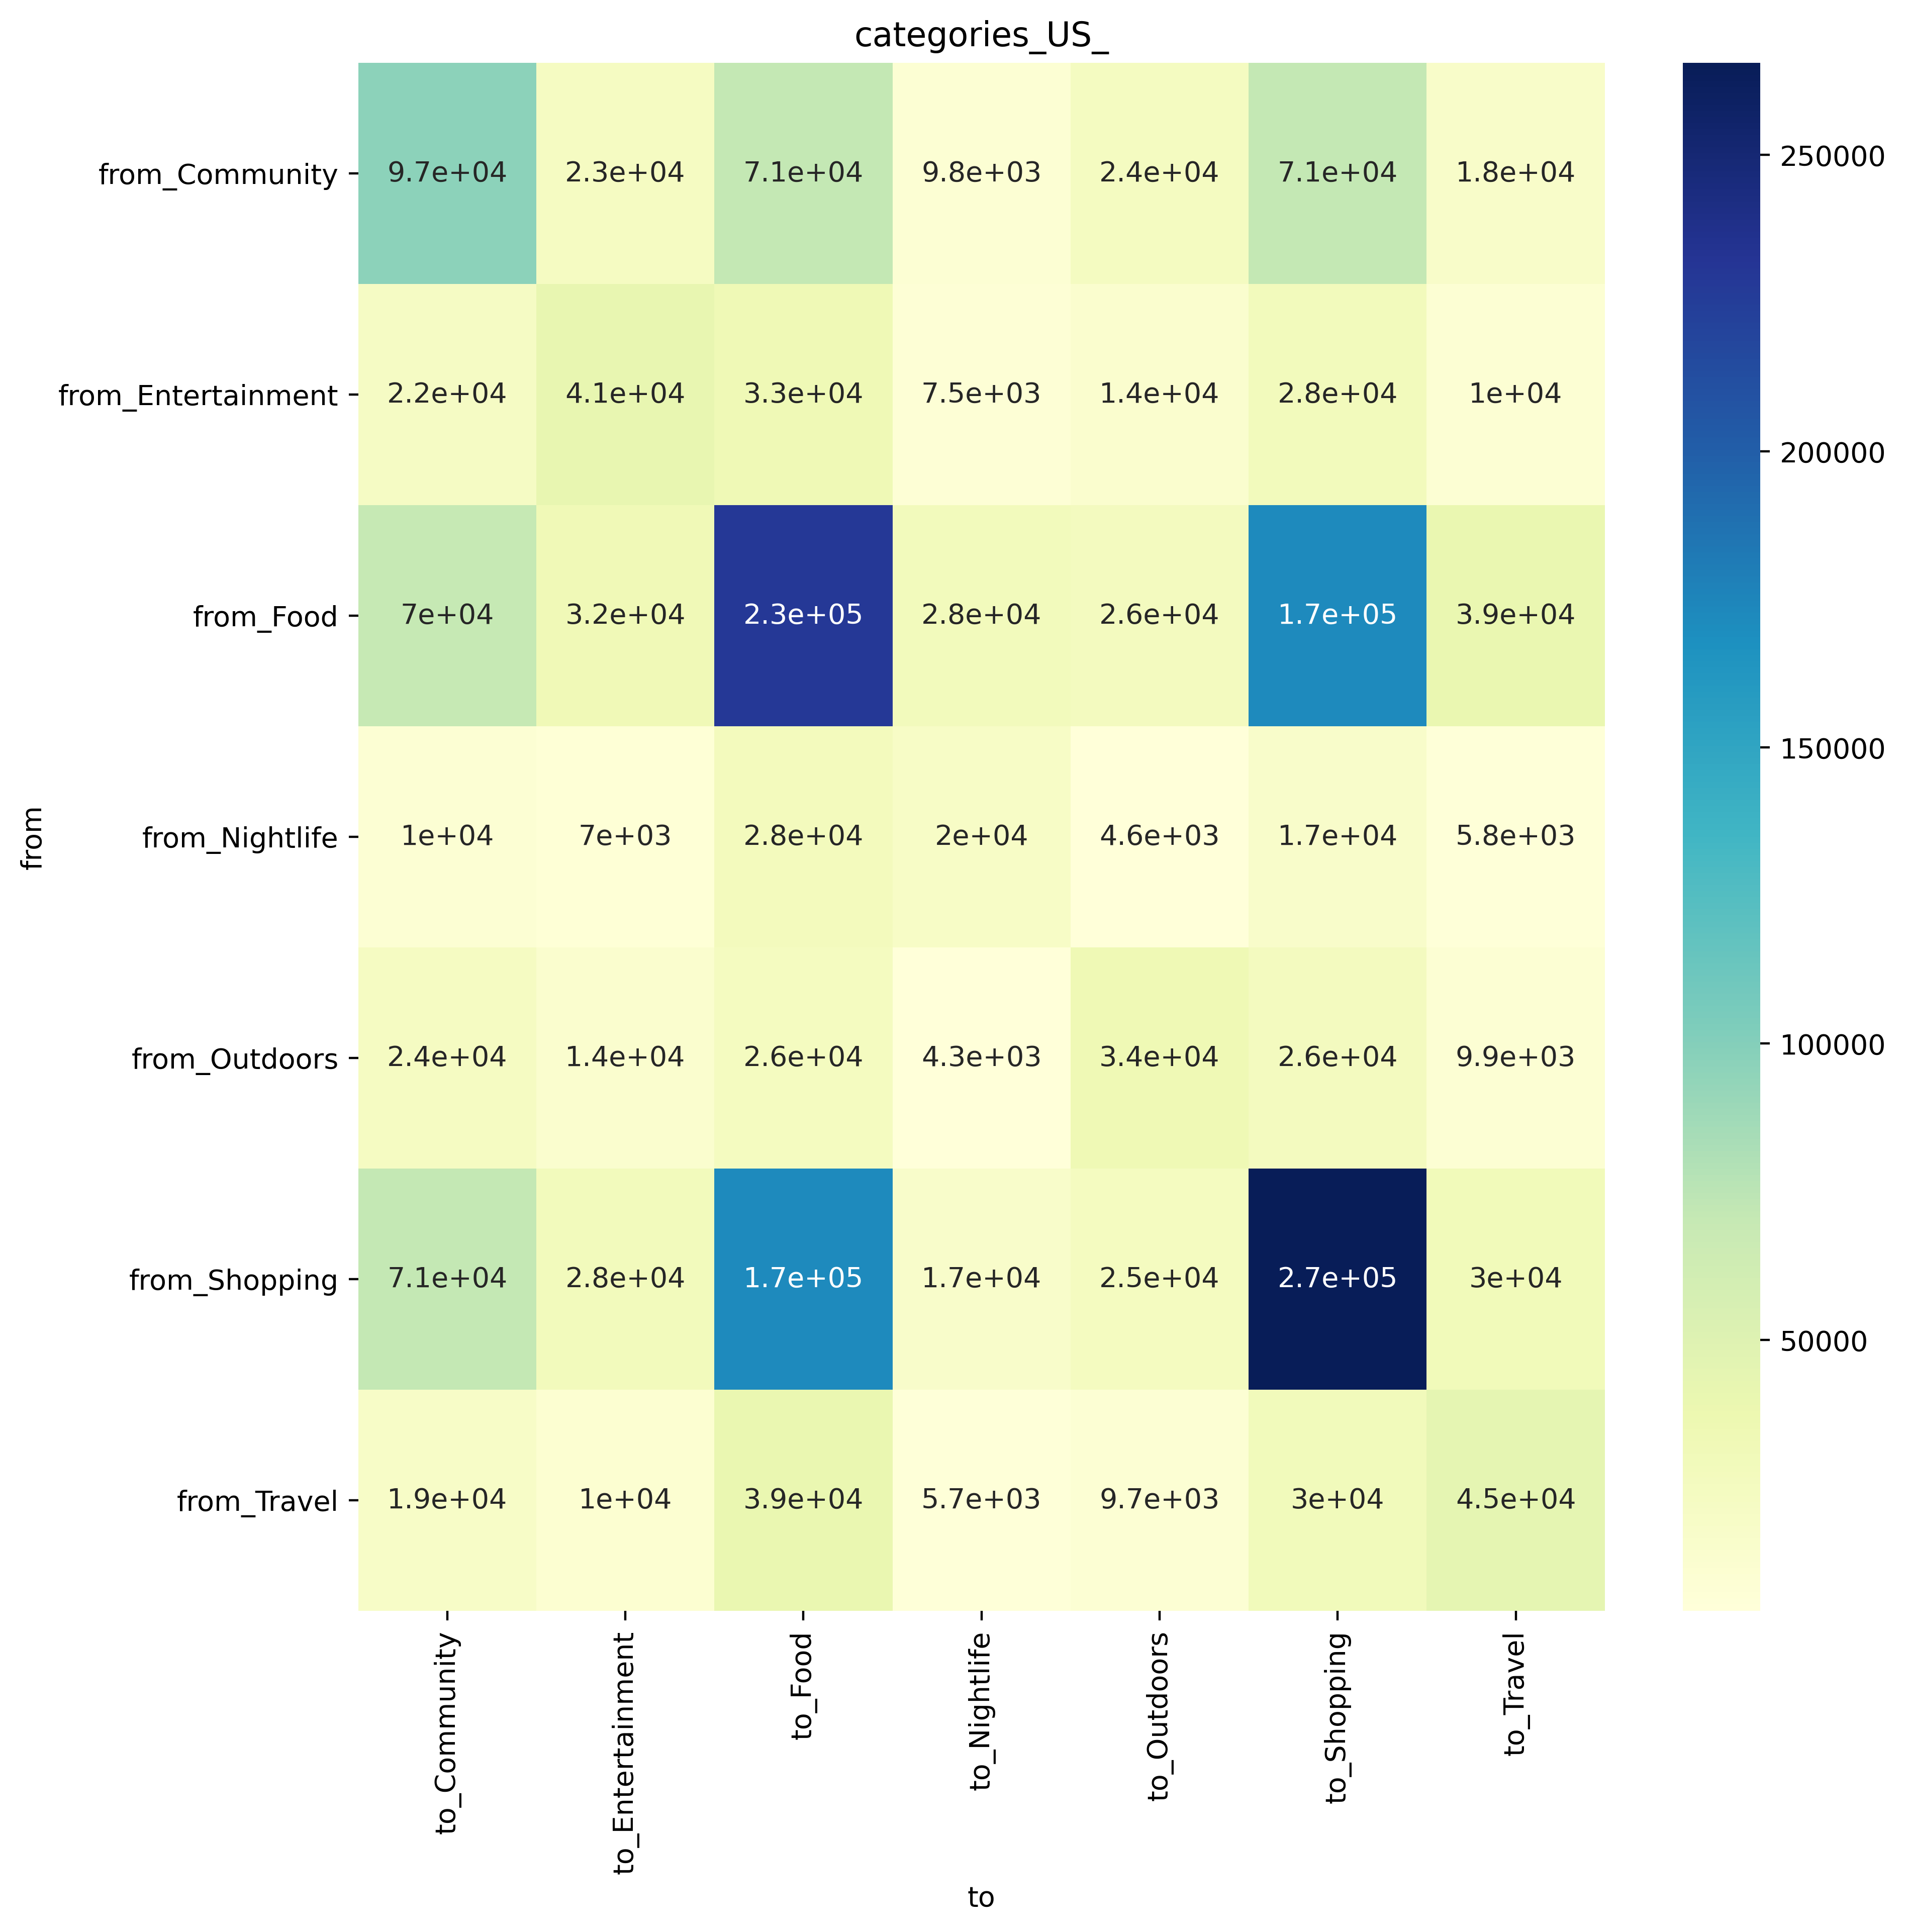 categories_US_
from_Community 9.7e+04 2.3e+04 7.1e+04 9.8e+03 2.4e+04 7.1e+04 1.8e+04
from_Entertainment 2.2e+04 4.1e+04 3.3e+04 7.5e+03 1.4e+04 2.8e+04 1e+04
from_Food 7e+04 3.2e+04 2.3e+05 2.8e+04 2.6e+04 1.7e+05 3.9e+04
from_Nightlife 1e+04 7e+03 2.8e+04 2e+04 4.6e+03 1.7e+04 5.8e+03
from_Outdoors 2.4e+04 1.4e+04 2.6e+04 4.3e+03 3.4e+04 2.6e+04 9.9e+03
from_Shopping 7.1e+04 2.8e+04 1.7e+05 1.7e+04 2.5e+04 2.7e+05 3e+04
from_Travel 1.9e+04 1e+04 3.9e+04 5.7e+03 9.7e+03 3e+04 4.5e+04
to_Community
to_Entertainment
to_Food
to_Nightlife
to_Outdoors
to_Shopping
to_Travel
to
from
250000
200000
150000
100000
50000